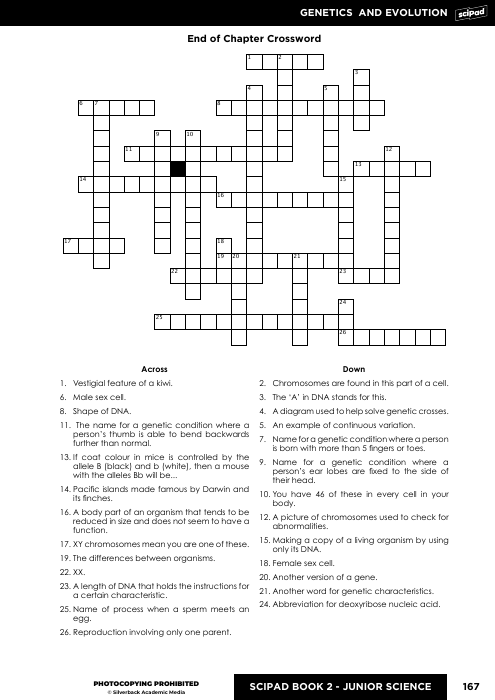 GENETICS AND EVOLUTION scipad
End of Chapter Crossword
1 2
3
4 5
6 7 8
9 10
11 12
13
14 15
16
17 18
19 20 21
22 23
24
25
26
Across
1. Vestigial feature of a kiwi.
6. Male sex cell.
8. Shape of DNA.
11. The name for a genetic condition where a
person's thumb is able to bend backwards
further than normal.
13. If coat colour in mice is controlled by the
allele B (black) and b (white), then a mouse
with the alleles Bb will be...
14. Pacific islands made famous by Darwin and
its finches.
16. A body part of an organism that tends to be
reduced in size and does not seem to have a
function.
17. XY chromosomes mean you are one of these.
19. The differences between organisms.
22. XX.
23. A length of DNA that holds the instructions for
a certain characteristic.
25. Name of process when a sperm meets an
egg.
26. Reproduction involving only one parent.
Down
2. Chromosomes are found in this part of a cell.
3. The 'A' in DNA stands for this.
4. A diagram used to help solve genetic crosses.
5. An example of continuous variation.
7. Name for a genetic condition where a person
is born with more than 5 fingers or toes.
9. Name for a genetic condition where a
person's ear lobes are fixed to the side of
their head.
10. You have 46 of these in every cell in your
body.
12. A picture of chromosomes used to check for
abnormalities.
15. Making a copy of a living organism by using
only its DNA.
18. Female sex cell.
20. Another version of a gene.
21. Another word for genetic characteristics.
24. Abbreviation for deoxyribose nucleic acid.
PHOTOCOPYING PROHIBITED
© Silverback Academic Media
SCIPAD BOOK 2 - JUNIOR SCIENCE 167